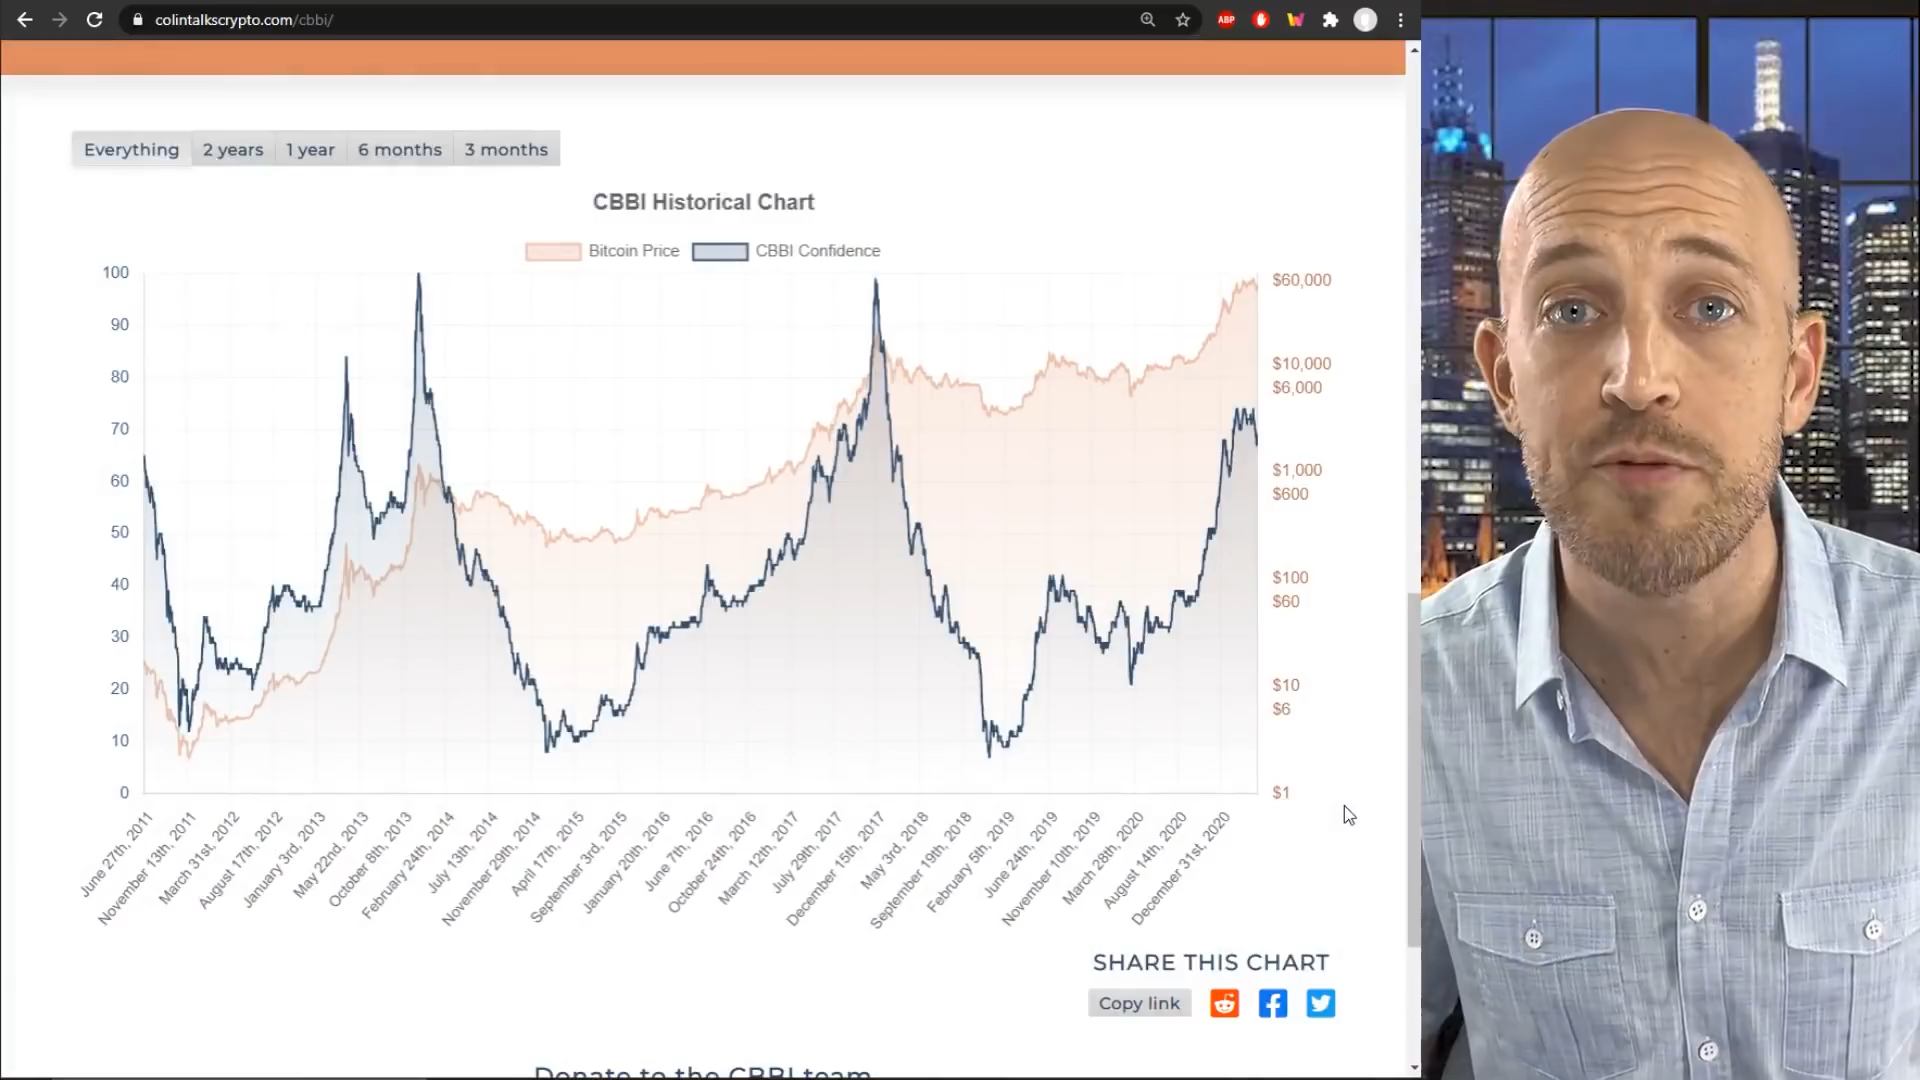 colintalkscrypto.com/cbbi/
ABP
Everything 2 years 1 year 6 months 3 months
CBBI Historical Chart
Bitcoin Price CBBI Confidence
100
90
80
70
60
50
40
30
20
10
0
$60,000
$10,000
$6,000
$1,000
$600
$100
$60
$10
$6
$1
June 27th, 2011
November 13th, 2011
March 31st, 2012
August 17th, 2012
January 3rd, 2013
May 22nd, 2013
October 8th, 2013
February 24th, 2014
July 13th, 2014
November 29th, 2014
April 17th, 2015
September 3rd, 2015
January 20th, 2016
June 7th, 2016
October 24th, 2016
March 12th, 2017
July 29th, 2017
December 15th, 2017
May 3rd, 2018
September 19th, 2018
February 5th, 2019
June 24th, 2019
November 10th, 2019
March 28th, 2020
August 14th, 2020
December 31st, 2020
SHARE THIS CHART
Copy link
Donate to the CBBI team